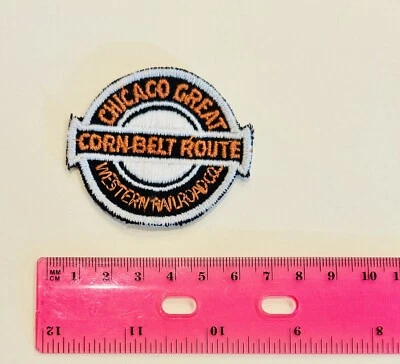 CHICAGO GREAT
CORN-BELT ROUTE
WESTERN RAILROAD CO.
MM
CM
1 2 3 4 5 6 7 8 9 10 11
12 11 10 9 8